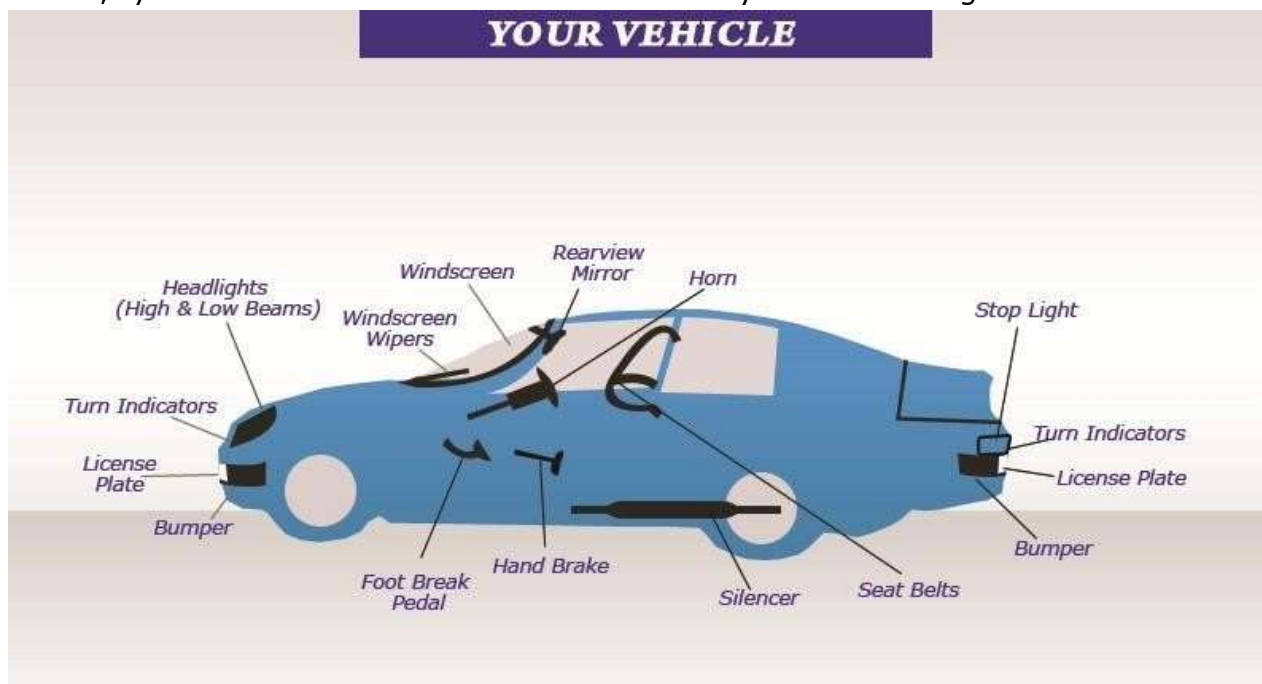 YOUR VEHICLE
Rearview
Mirror
Windscreen
Horn
Headlights
(High & Low Beams)
Windscreen
Wipers
Stop Light
Turn Indicators
Turn Indicators
License
Plate
License Plate
Bumper
Bumper
Hand Brake
Foot Break
Pedal
Seat Belts
Silencer